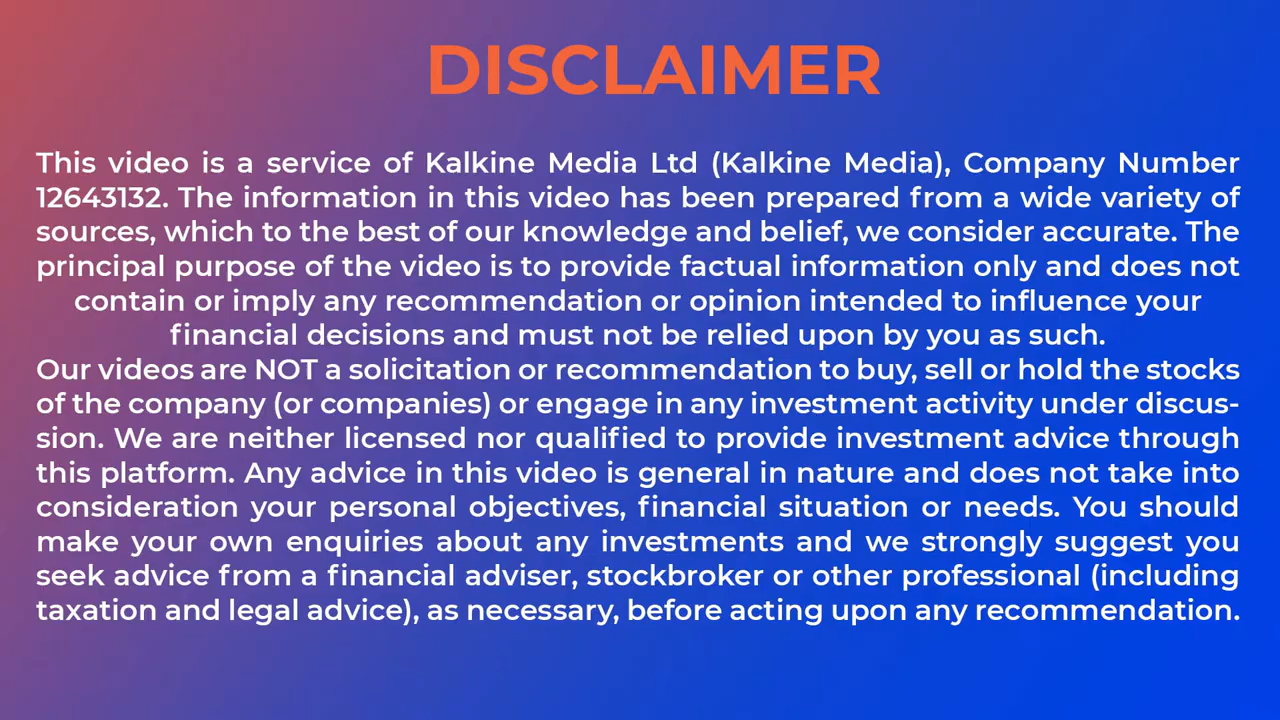 DISCLAIMER
This video is a service of Kalkine Media Ltd (Kalkine Media), Company Number
12643132. The information in this video has been prepared from a wide variety of
sources, which to the best of our knowledge and belief, we consider accurate. The
principal purpose of the video is to provide factual information only and does not
contain or imply any recommendation or opinion intended to influence your
financial decisions and must not be relied upon by you as such.
Our videos are NOT a solicitation or recommendation to buy, sell or hold the stocks
of the company (or companies) or engage in any investment activity under discus-
sion. We are neither licensed nor qualified to provide investment advice through
this platform. Any advice in this video is general in nature and does not take into
consideration your personal objectives, financial situation or needs. You should
make your own enquiries about any investments and we strongly suggest you
seek advice from a financial adviser, stockbroker or other professional (including
taxation and legal advice), as necessary, before acting upon any recommendation.